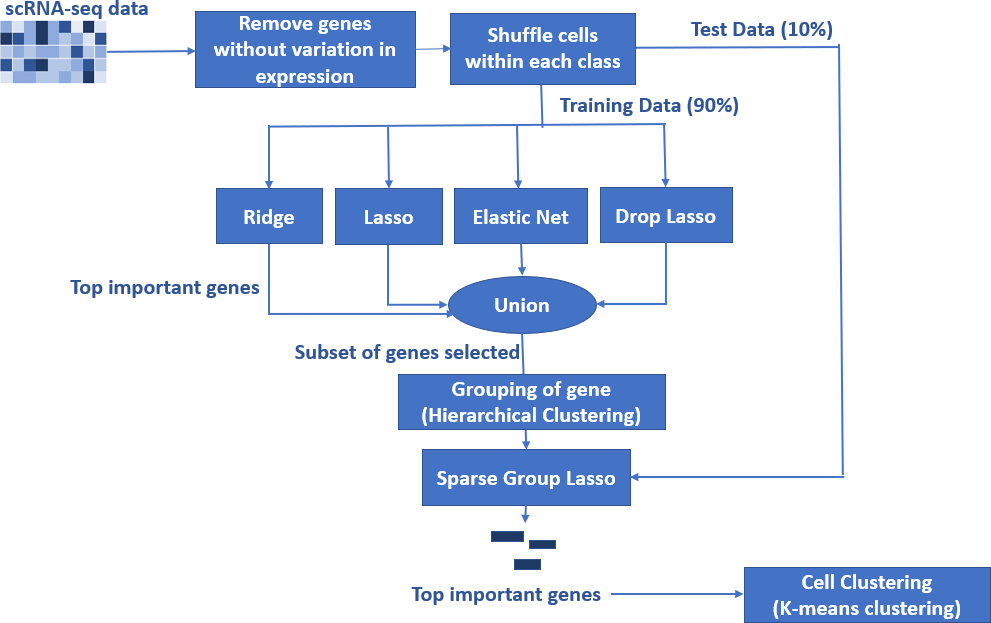 scRNA-seq data
Remove genes
without variation in
expression
Shuffle cells
within each class
Test Data (10%)
Training Data (90%)
Ridge
Lasso
Elastic Net
Drop Lasso
Top important genes
Union
Subset of genes selected
Grouping of gene
(Hierarchical Clustering)
Sparse Group Lasso
Top important genes
Cell Clustering
(K-means clustering)